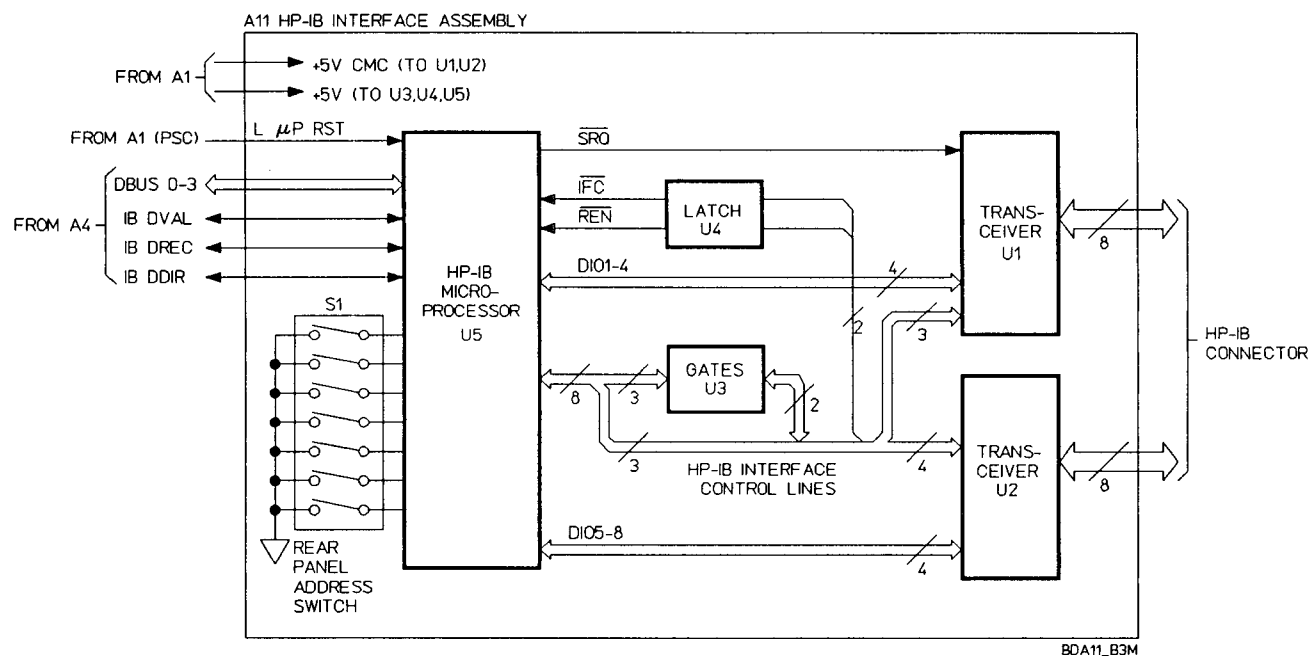 A11 HP-IB INTERFACE ASSEMBLY
FROM A1
+5V CMC (TO U1,U2)
+5V (TO U3,U4,U5)
FROM A1 (PSC)
L µP RST
FROM A4
DBUS 0-3
IB DVAL
IB DREC
IB DDIR
S1
REAR
PANEL
ADDRESS
SWITCH
HP-IB
MICRO-
PROCESSOR
U5
SRQ
IFC
REN
LATCH
U4
DIO1-4
4
2
3
8
3
GATES
U3
2
3
4
HP-IB INTERFACE
CONTROL LINES
DIO5-8
4
TRANS-
CEIVER
U1
8
TRANS-
CEIVER
U2
8
HP-IB
CONNECTOR
BDA11_B3M